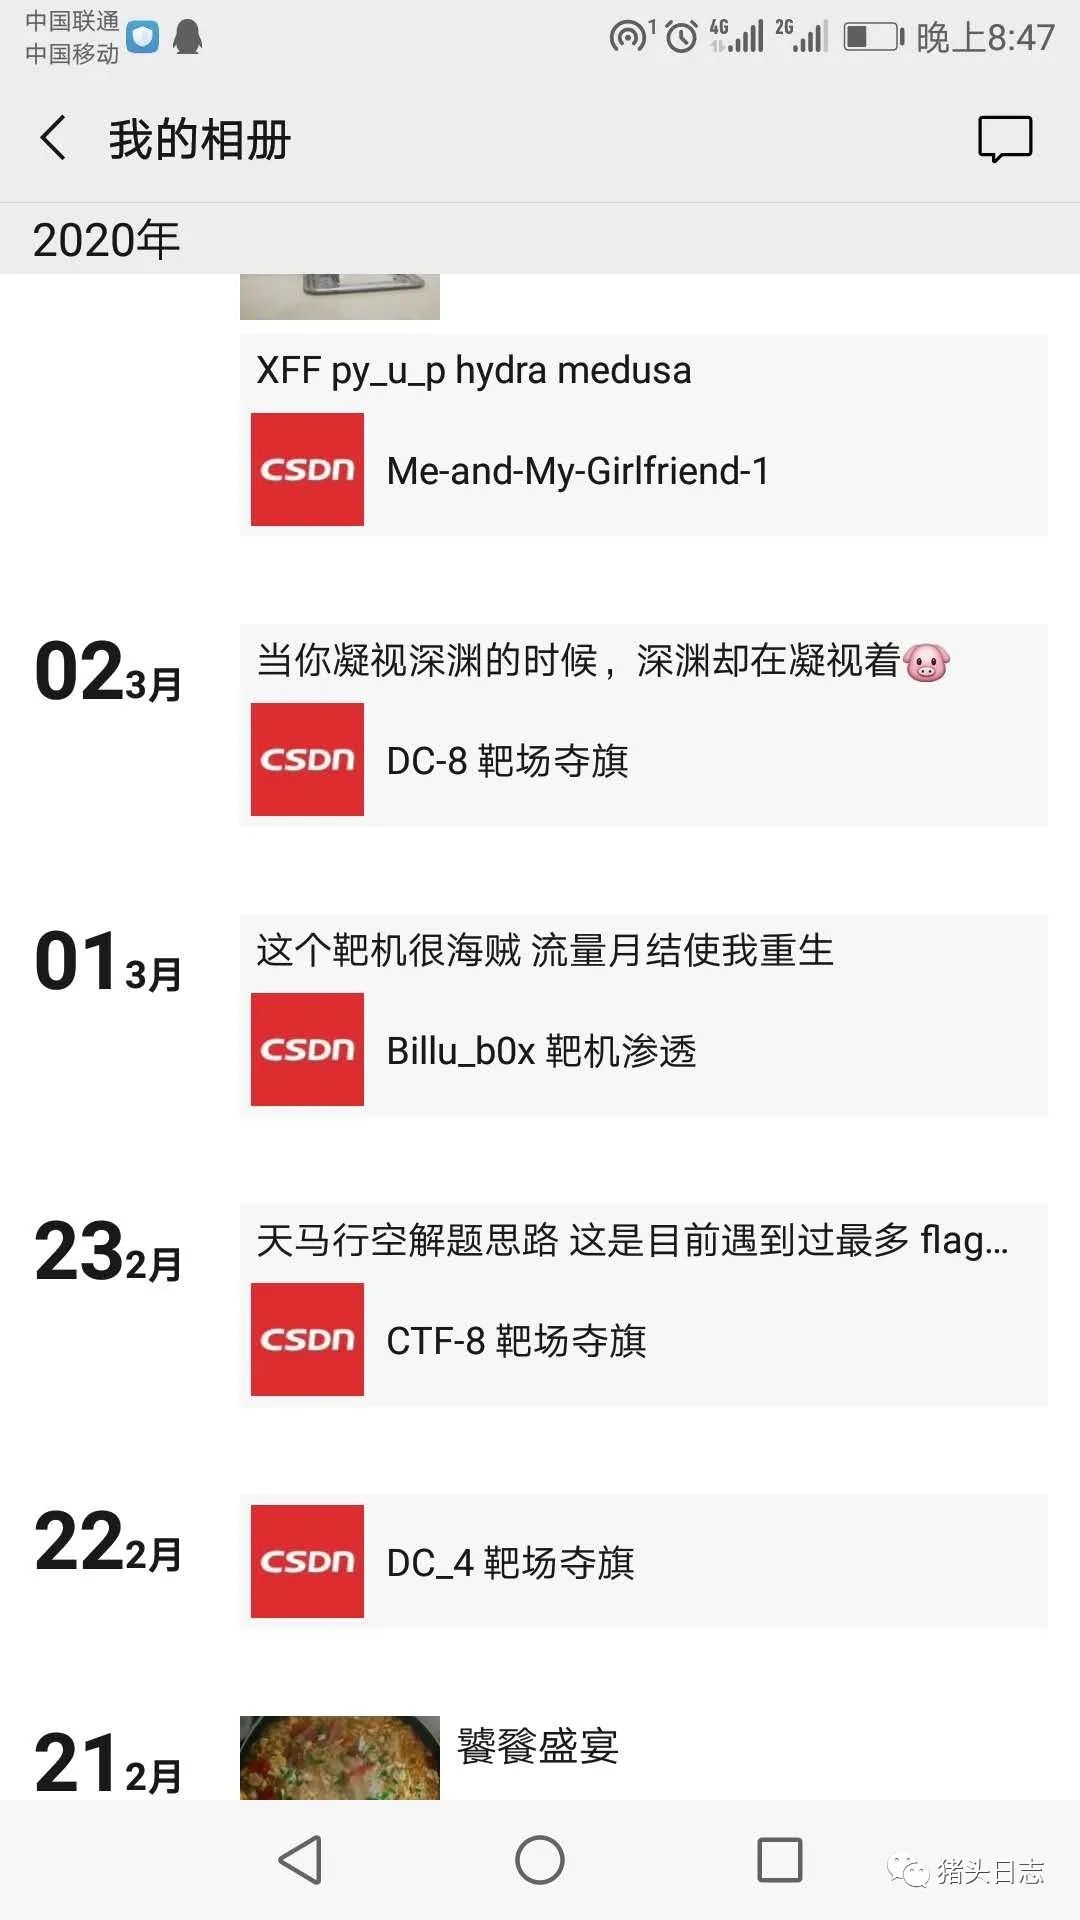 中国联通
中国移动
1 4G 2G 晚上8:47
我的相册
2020年
XFF py_u_p hydra medusa
CSDN
Me-and-My-Girlfriend-1
02 3月
当你凝视深渊的时候，深渊却在凝视着🐷
CSDN
DC-8 靶场夺旗
01 3月
这个靶机很海贼 流量月结使我重生
CSDN
Billu_b0x 靶机渗透
23 2月
天马行空解题思路 这是目前遇到过最多 flag...
CSDN
CTF-8 靶场夺旗
22 2月
CSDN
DC_4 靶场夺旗
21 2月
饕餮盛宴
猪头日志